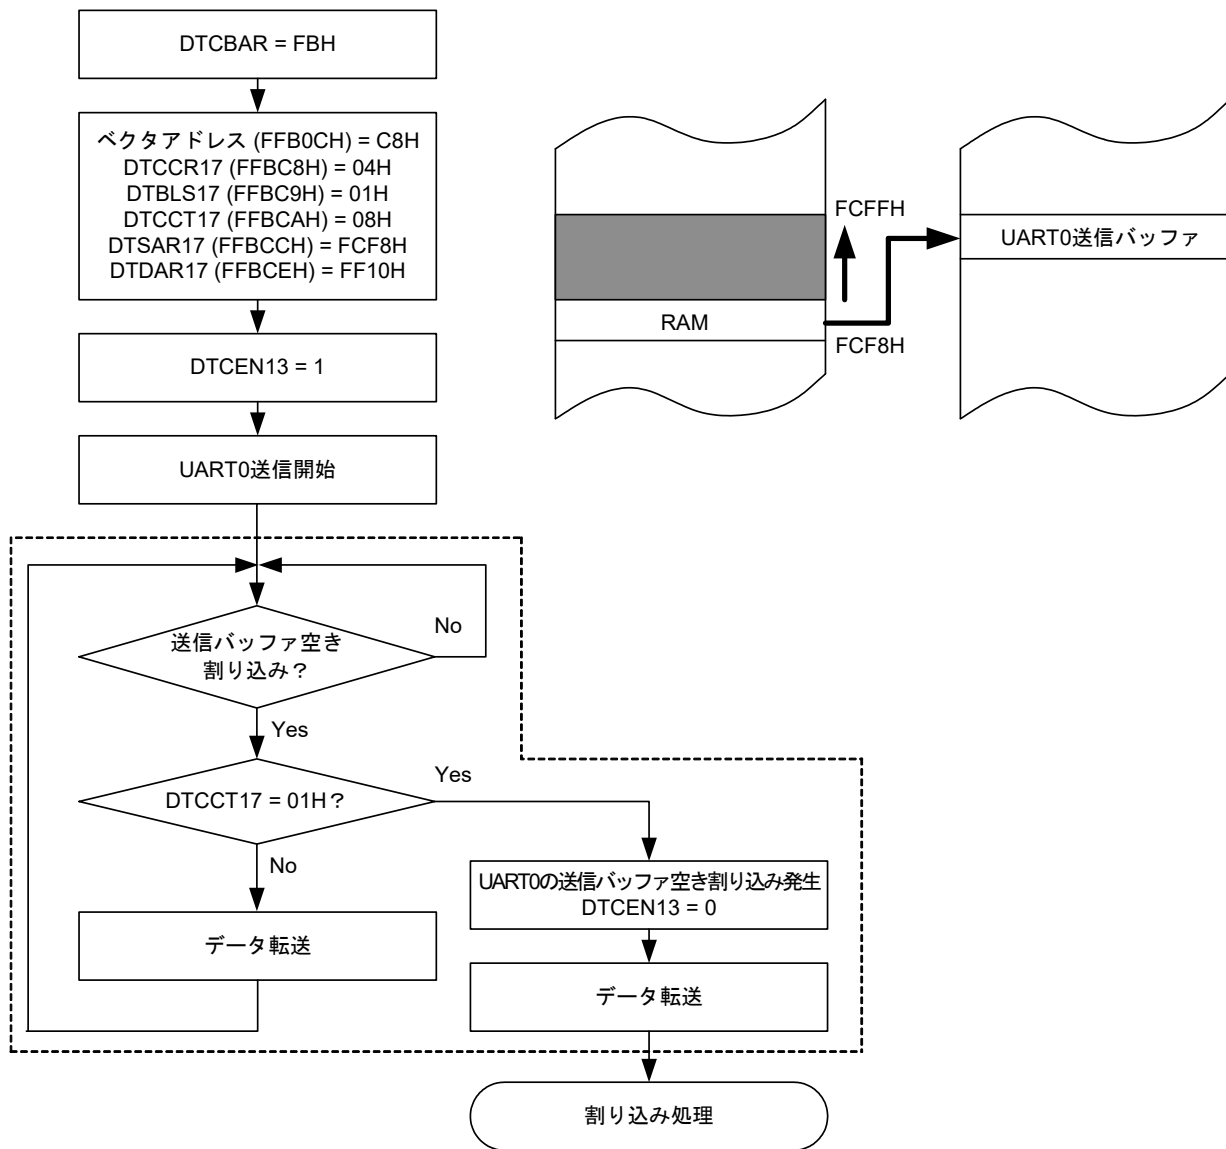 DTCBAR = FBH
ベクタアドレス (FFB0CH) = C8H
DTCCR17 (FFBC8H) = 04H
DTBLS17 (FFBC9H) = 01H
DTCCT17 (FFBCAH) = 08H
DTSAR17 (FFBCCH) = FCF8H
DTDAR17 (FFBCEH) = FF10H
DTCEN13 = 1
UART0送信開始
送信バッファ空き
割り込み？
No
Yes
DTCCT17 = 01H？
Yes
No
データ転送
UART0の送信バッファ空き割り込み発生
DTCEN13 = 0
データ転送
割り込み処理
FCFFH
RAM
FCF8H
UART0送信バッファ